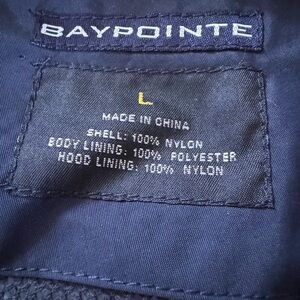 BAYPOINTE
L
MADE IN CHINA
SHELL: 100% NYLON
BODY LINING: 100% POLYESTER
HOOD LINING: 100% NYLON